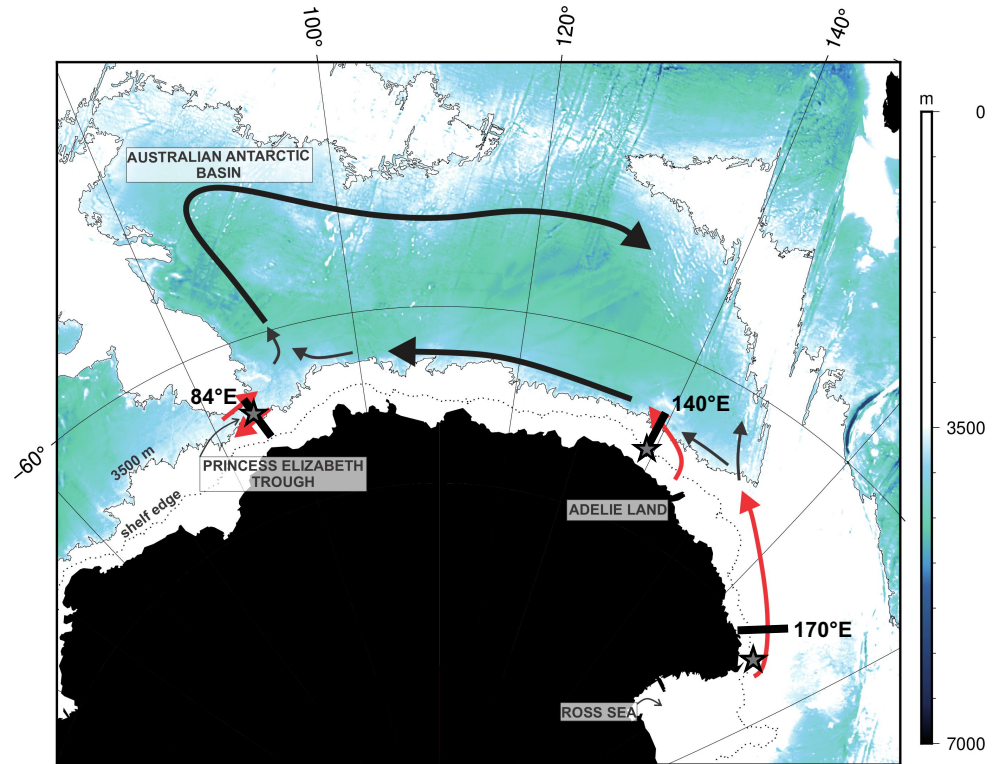 100°
120°
140°
m
0
AUSTRALIAN ANTARCTIC
BASIN
84°E
140°E
3500
−60°
3500 m
PRINCESS ELIZABETH
TROUGH
shelf edge
ADELIE LAND
170°E
ROSS SEA
7000